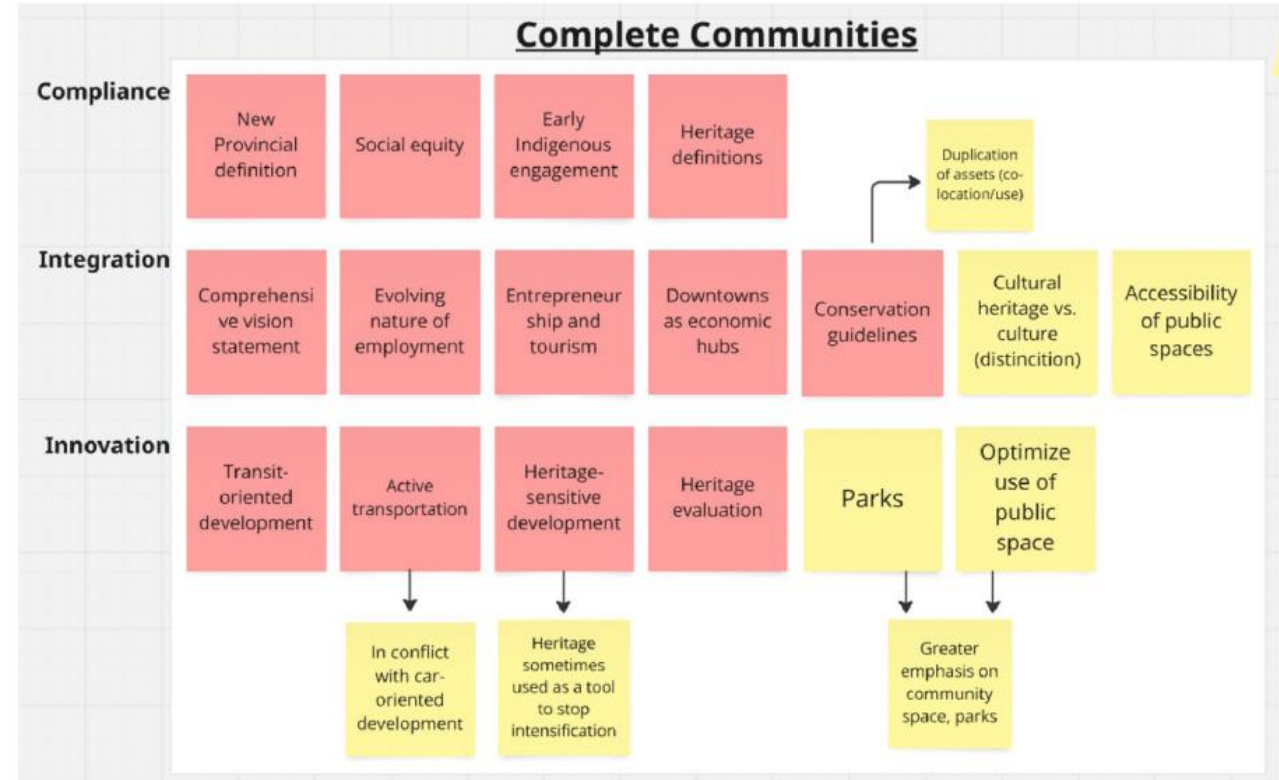 Complete Communities
Compliance
New
Provincial
definition
Social equity
Early
Indigenous
engagement
Heritage
definitions
Duplication
of assets (co-
location/use)
Integration
Comprehensi
ve vision
statement
Evolving
nature of
employment
Entrepreneur
ship and
tourism
Downtowns
as economic
hubs
Conservation
guidelines
Cultural
heritage vs.
culture
(distincition)
Accessibility
of public
spaces
Innovation
Transit-
oriented
development
Active
transportation
Heritage-
sensitive
development
Heritage
evaluation
Parks
Optimize
use of
public
space
In conflict
with car-
oriented
development
Heritage
sometimes
used as a tool
to stop
intensification
Greater
emphasis on
community
space, parks